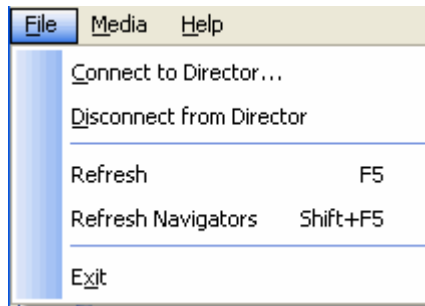 File Media Help
Connect to Director...
Disconnect from Director
Refresh F5
Refresh Navigators Shift+F5
Exit